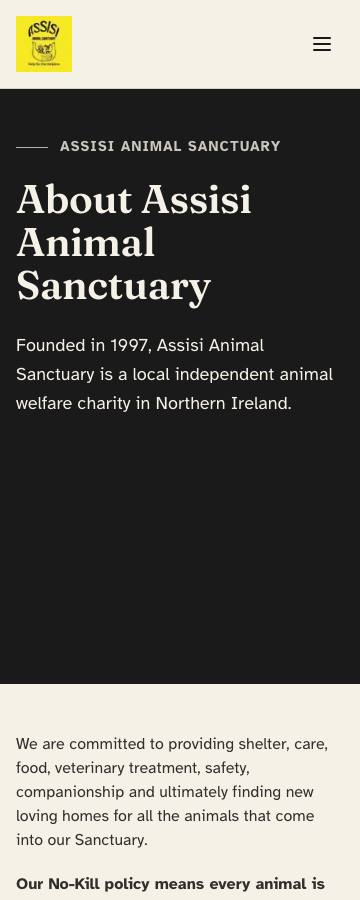 ASSISI
ANIMAL SANCTUARY
ASSISI ANIMAL SANCTUARY
About Assisi
Animal
Sanctuary
Founded in 1997, Assisi Animal
Sanctuary is a local independent animal
welfare charity in Northern Ireland.
We are committed to providing shelter, care,
food, veterinary treatment, safety,
companionship and ultimately finding new
loving homes for all the animals that come
into our Sanctuary.
Our No-Kill policy means every animal is